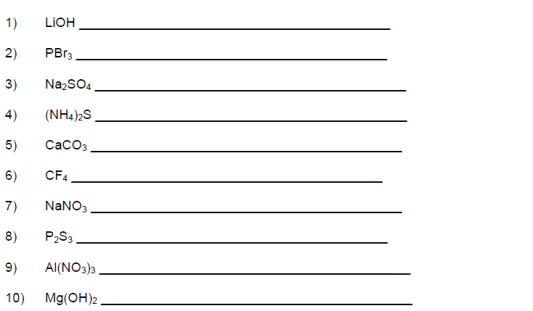 1) LiOH
2) PBr₃
3) Na₂SO₄
4) (NH₄)₂S
5) CaCO₃
6) CF₄
7) NaNO₃
8) P₂S₃
9) Al(NO₃)₃
10) Mg(OH)₂